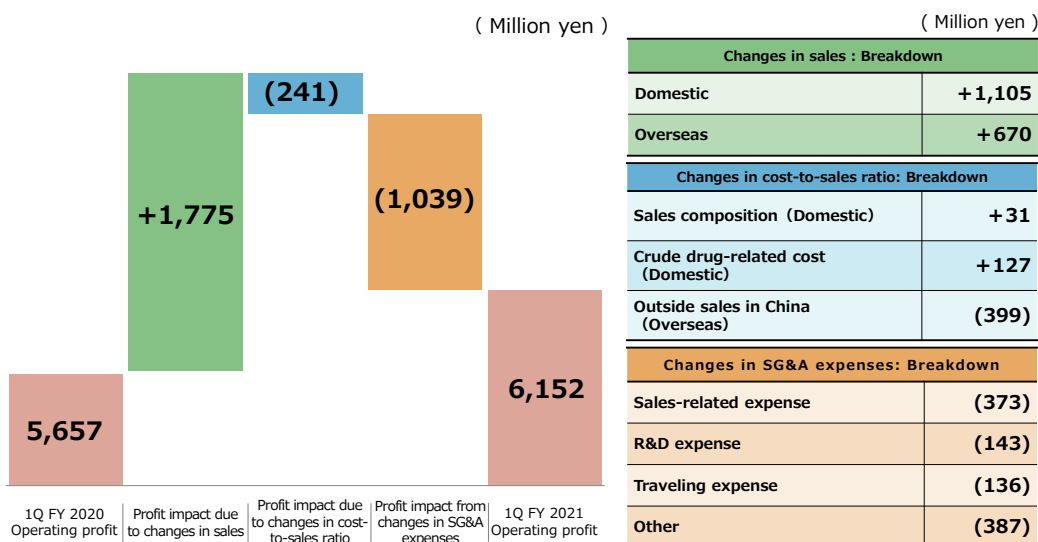 ( Million yen )
+1,775
(241)
(1,039)
5,657
6,152
1Q FY 2020
Operating profit
Profit impact due
to changes in sales
Profit impact due
to changes in cost-
to-sales ratio
Profit impact from
changes in SG&A
expenses
1Q FY 2021
Operating profit
( Million yen )
Changes in sales : Breakdown
Domestic +1,105
Overseas +670
Changes in cost-to-sales ratio: Breakdown
Sales composition（Domestic） +31
Crude drug-related cost
（Domestic） +127
Outside sales in China
（Overseas） (399)
Changes in SG&A expenses: Breakdown
Sales-related expense (373)
R&D expense (143)
Traveling expense (136)
Other (387)